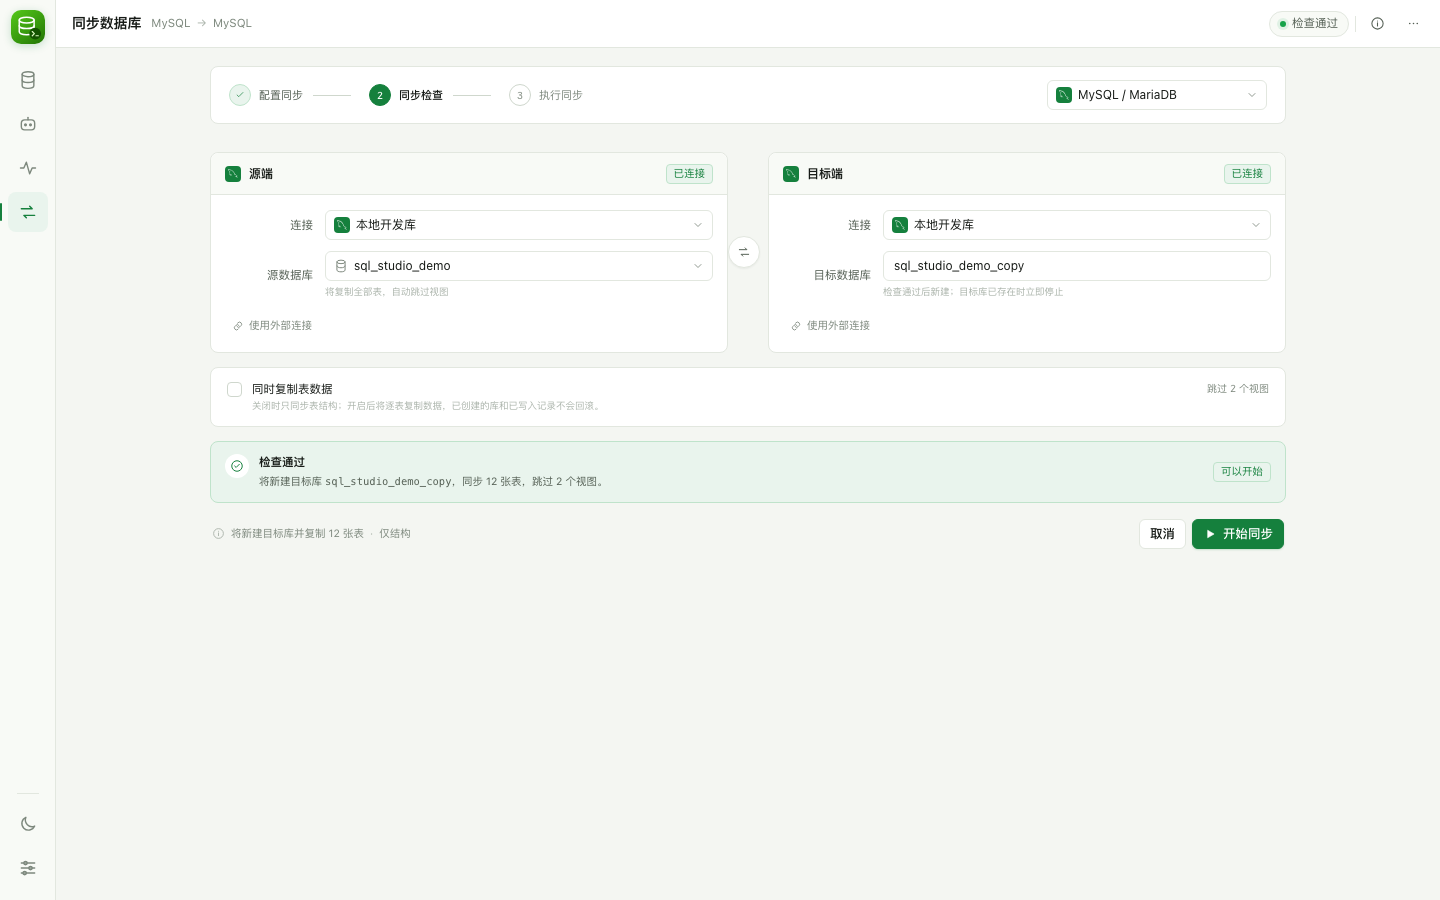 同步数据库 MySQL → MySQL
检查通过
配置同步
2 同步检查
3 执行同步
MySQL / MariaDB
源端
已连接
连接
本地开发库
源数据库
sql_studio_demo
将复制全部表，自动跳过视图
使用外部连接
目标端
已连接
连接
本地开发库
目标数据库
sql_studio_demo_copy
检查通过后新建；目标库已存在时立即停止
使用外部连接
同时复制表数据
跳过 2 个视图
关闭时只同步表结构；开启后将逐表复制数据，已创建的库和已写入记录不会回滚。
检查通过
将新建目标库 sql_studio_demo_copy，同步 12 张表，跳过 2 个视图。
可以开始
将新建目标库并复制 12 张表 · 仅结构
取消
开始同步